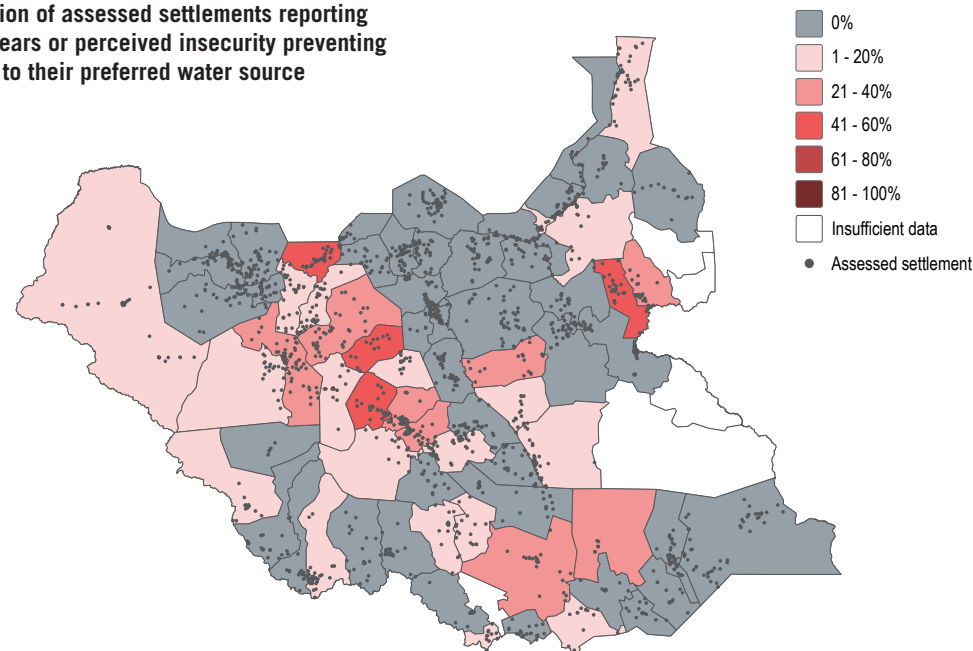 ion of assessed settlements reporting
ears or perceived insecurity preventing
to their preferred water source
0%
1 - 20%
21 - 40%
41 - 60%
61 - 80%
81 - 100%
Insufficient data
Assessed settlement